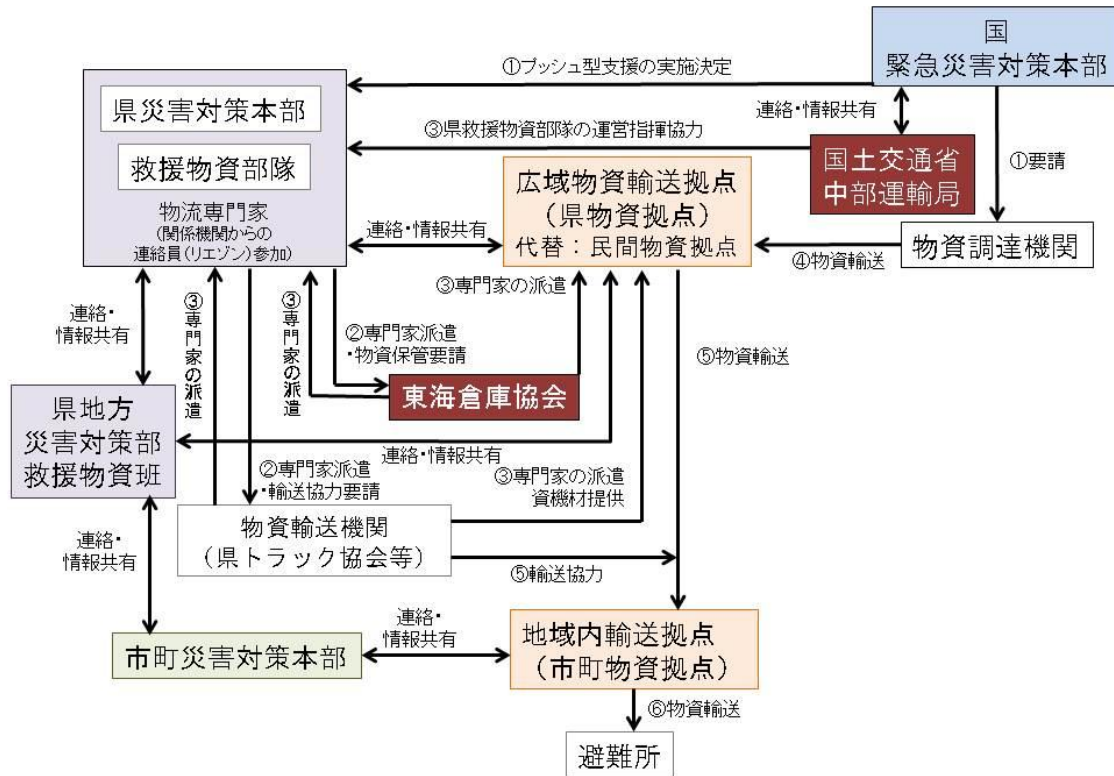 国
緊急災害対策本部
①プッシュ型支援の実施決定
県災害対策本部
連絡・情報共有
③県救援物資部隊の運営指揮協力
救援物資部隊
国土交通省
中部運輸局
①要請
広域物資輸送拠点
（県物資拠点）
代替：民間物資拠点
物流専門家
(関係機関からの
連絡員(リエゾン)参加)
連絡・情報共有
④物資輸送
物資調達機関
③専門家の派遣
連絡・
情報共有
③専門家の派遣
③専門家の派遣
②専門家派遣
・物資保管要請
⑤物資輸送
東海倉庫協会
県地方
災害対策部
救援物資班
連絡・情報共有
②専門家派遣
・輸送協力要請
③専門家の派遣
資機材提供
物資輸送機関
（県トラック協会等）
連絡・
情報共有
⑤輸送協力
連絡・
情報共有
市町災害対策本部
地域内輸送拠点
（市町物資拠点）
⑥物資輸送
避難所